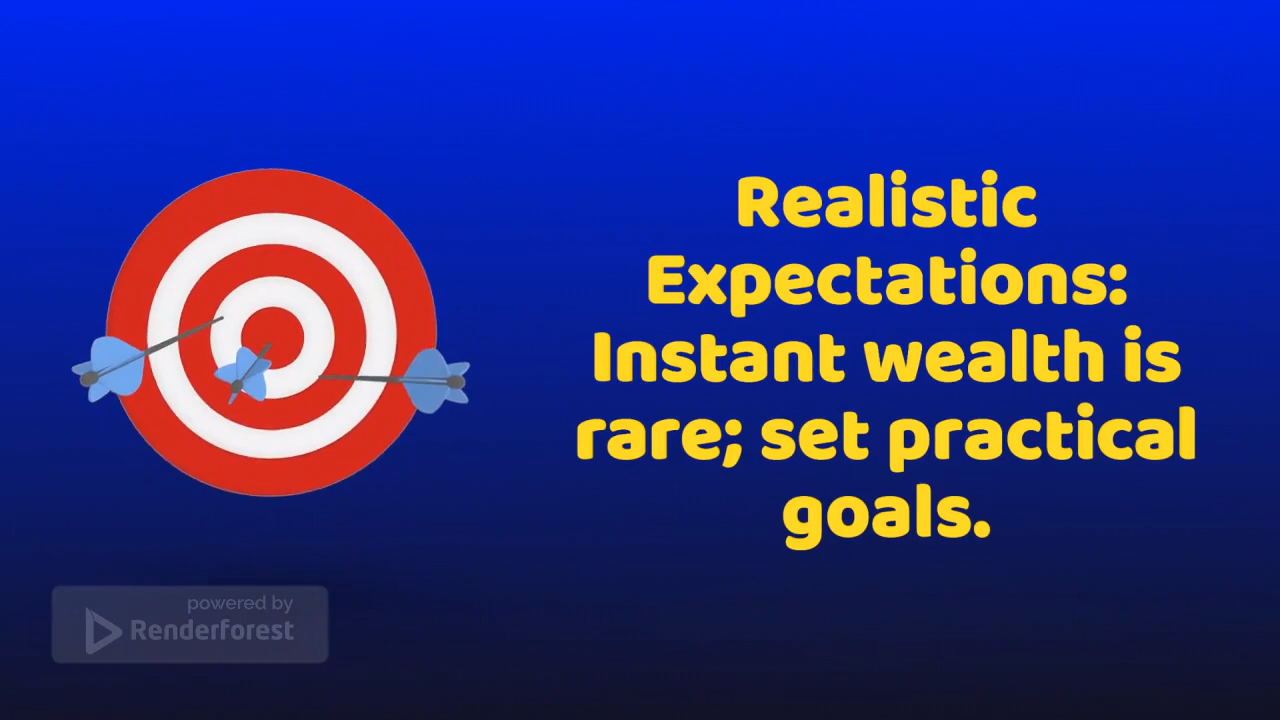 Realistic
Expectations:
Instant wealth is
rare; set practical
goals.
powered by
Renderforest